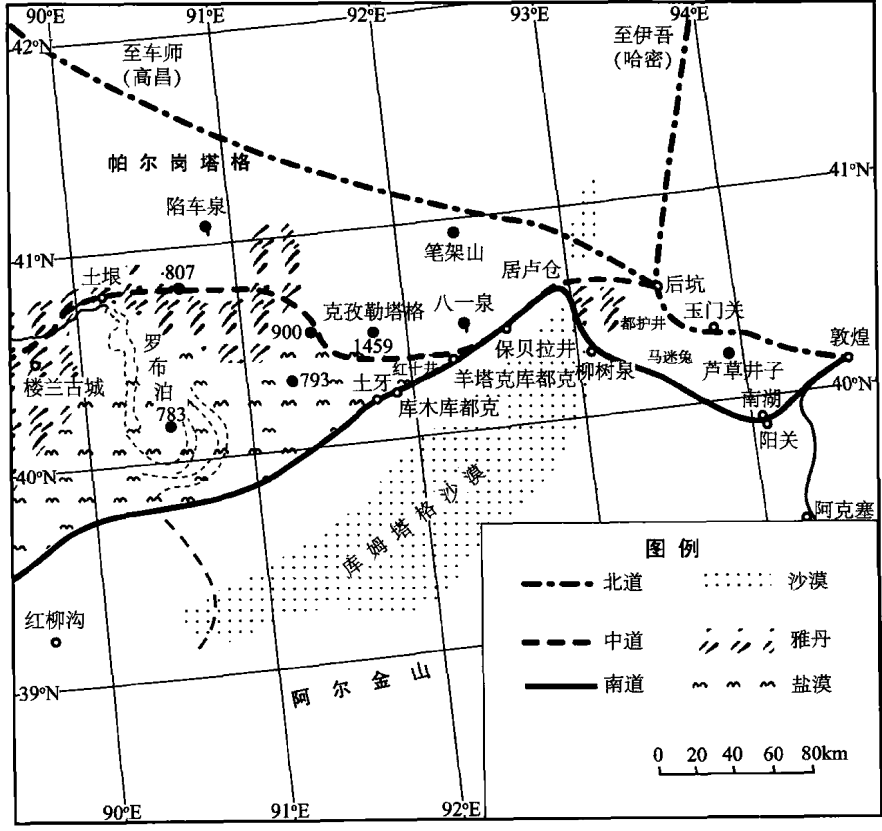 90°E
91°E
92°E
93°E
94°E
42°N
至车师
(高昌)
至伊吾
(哈密)
帕尔岗塔格
41°N
陷车泉
笔架山
41°N
居卢仓
土垠
807
后坑
克孜勒塔格
八一泉
玉门关
900
都护井
罗布泊
1459
保贝拉井
马迷兔
敦煌
楼兰古城
793
土牙
红十井
羊塔克库都克
柳树泉
芦草井子
40°N
783
库木库都克
南湖
阳关
40°N
库姆塔格沙漠
阿克塞
图例
北道
沙漠
红柳沟
中道
雅丹
39°N
阿尔金山
南道
盐漠
0 20 40 60 80km
90°E
91°E
92°E